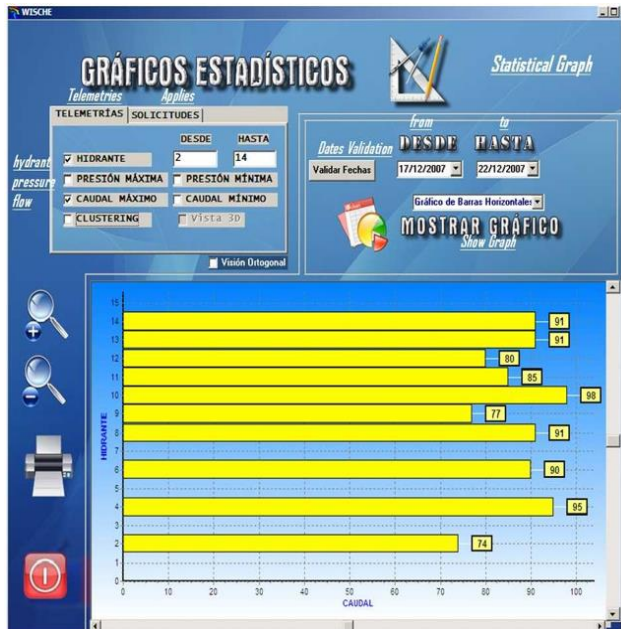 WISCHE
GRÁFICOS ESTADÍSTICOS
Statistical Graph
Telemetries Applies
TELEMETRÍAS SOLICITUDES
DESDE HASTA
hydrant
HIDRANTE 2 14
pressure
PRESIÓN MÁXIMA PRESIÓN MÍNIMA
flow
CAUDAL MÁXIMO CAUDAL MÍNIMO
CLUSTERING Vista 3D
Visión Ortogonal
from to
Dates Validation DESDE HASTA
Validar Fechas 17/12/2007 22/12/2007
Gráfico de Barras Horizontales
MOSTRAR GRÁFICO
Show Graph
15
14 91
13 91
12 80
11 85
10 98
9 77
8 91
7
6 90
5
4 95
3
2 74
1
0
HIDRANTE
0 10 20 30 40 50 60 70 80 90 100
CAUDAL